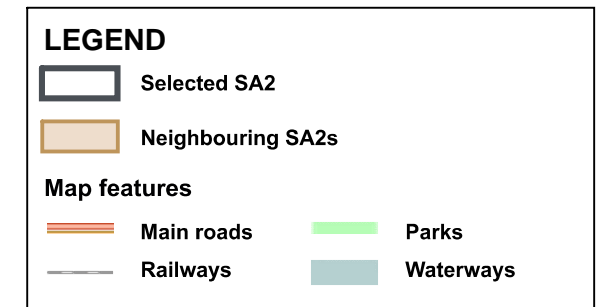 LEGEND
Selected SA2
Neighbouring SA2s
Map features
Main roads
Parks
Railways
Waterways